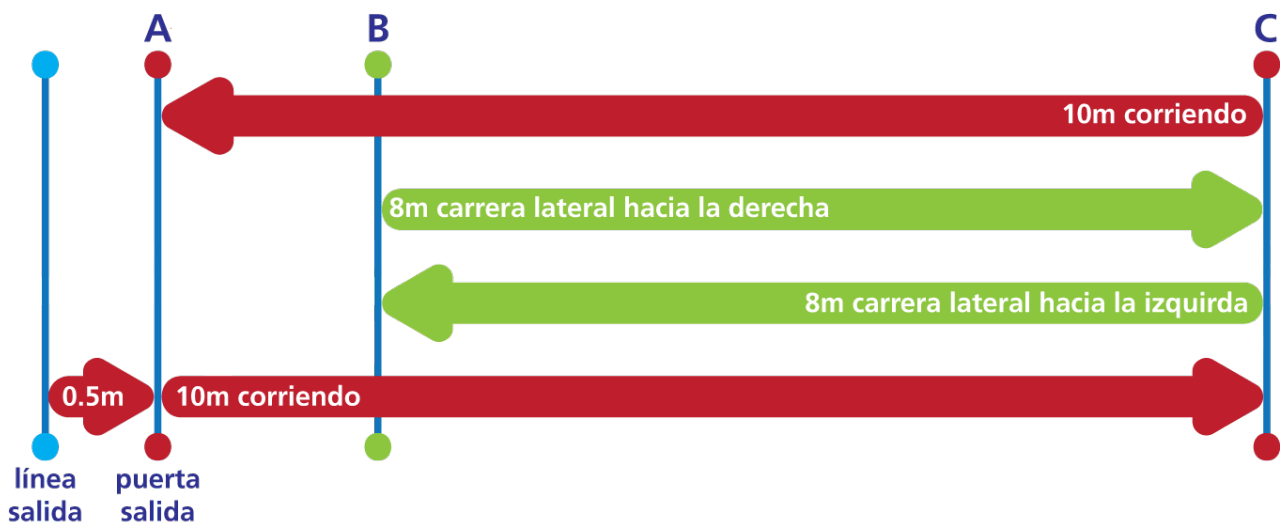 A
B
C
10m corriendo
8m carrera lateral hacia la derecha
8m carrera lateral hacia la izquirda
0.5m
10m corriendo
línea
salida
puerta
salida